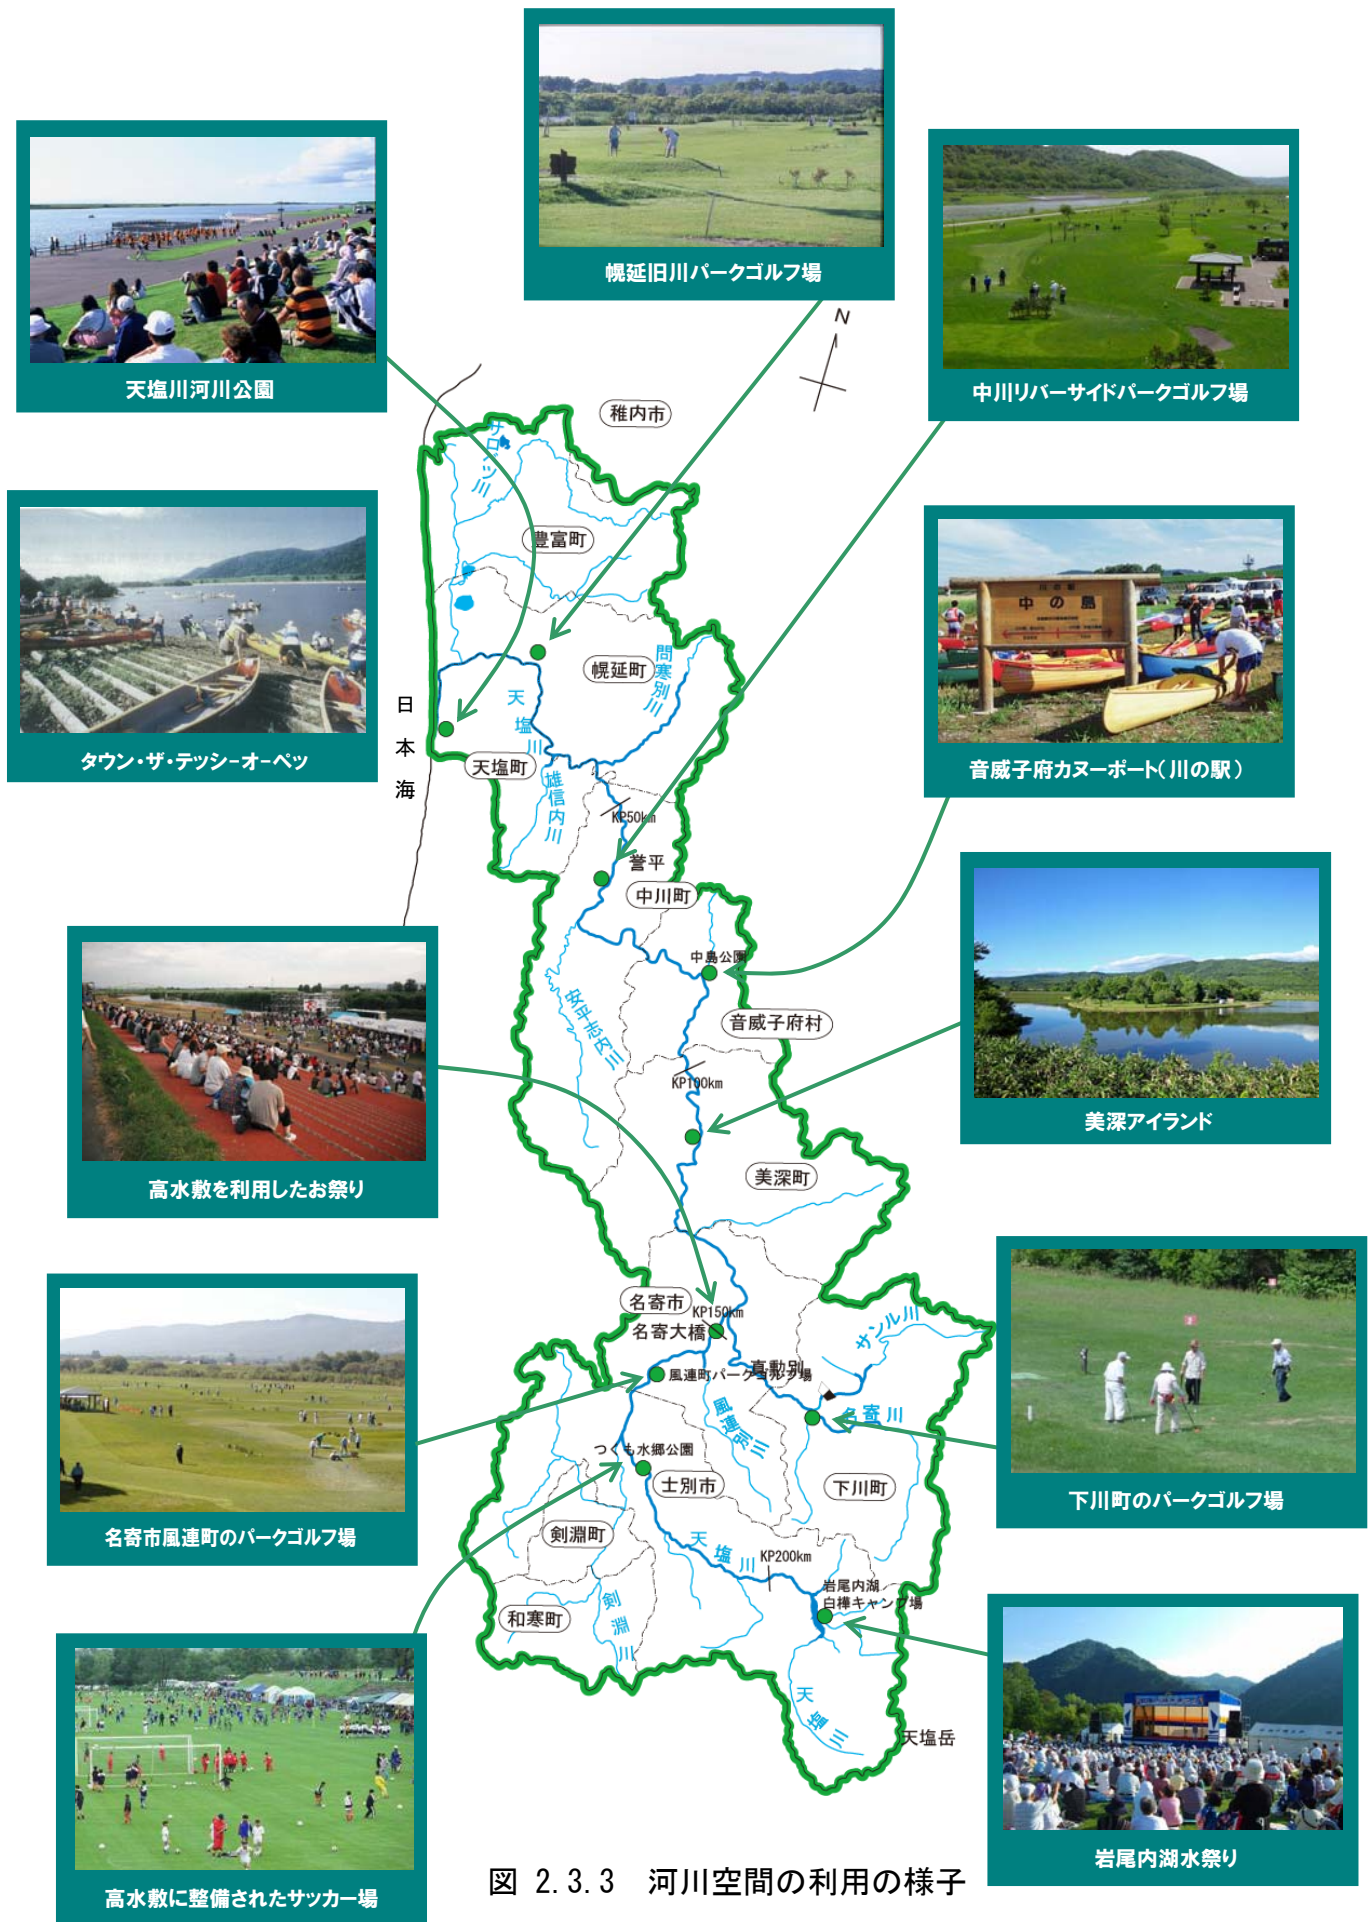 幌延旧川パークゴルフ場
天塩川河川公園
中川リバーサイドパークゴルフ場
N
稚内市
サロベツ川
豊富町
タウン・ザ・テッシ-オ-ペッ
幌延町
問寒別川
日本海
天塩川
天塩町
雄信内川
音威子府カヌーポート(川の駅)
川の駅
中の島
KP50km
誉平
中川町
中島公園
音威子府村
安平志内川
KP100km
美深アイランド
美深町
高水敷を利用したお祭り
名寄市
KP150km
名寄大橋
サンル川
真勲別
風連町パークゴルフ場
名寄川
風連別川
下川町のパークゴルフ場
名寄市風連町のパークゴルフ場
つくも水郷公園
士別市
下川町
剣淵町
天塩川
KP200km
岩尾内湖
白樺キャンプ場
和寒町
剣淵川
天塩川
天塩岳
岩尾内湖水祭り
高水敷に整備されたサッカー場
図 2.3.3 河川空間の利用の様子